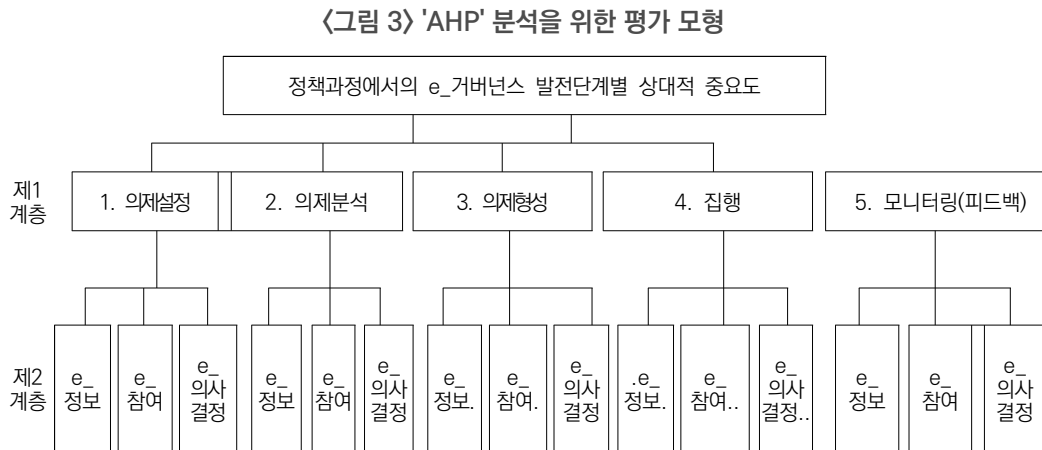 〈그림 3〉 'AHP' 분석을 위한 평가 모형
정책과정에서의 e_거버넌스 발전단계별 상대적 중요도
제1
계층
1. 의제설정
2. 의제분석
3. 의제형성
4. 집행
5. 모니터링(피드백)
제2
계층
e_
정보
e_
참여
e_
의사
결정
e_
정보
e_
참여
e_
의사
결정
e_
정보.
e_
참여.
e_
의사
결정
.e_
정보.
e_
참여..
e_
의사
결정..
e_
정보
e_
참여
e_
의사
결정